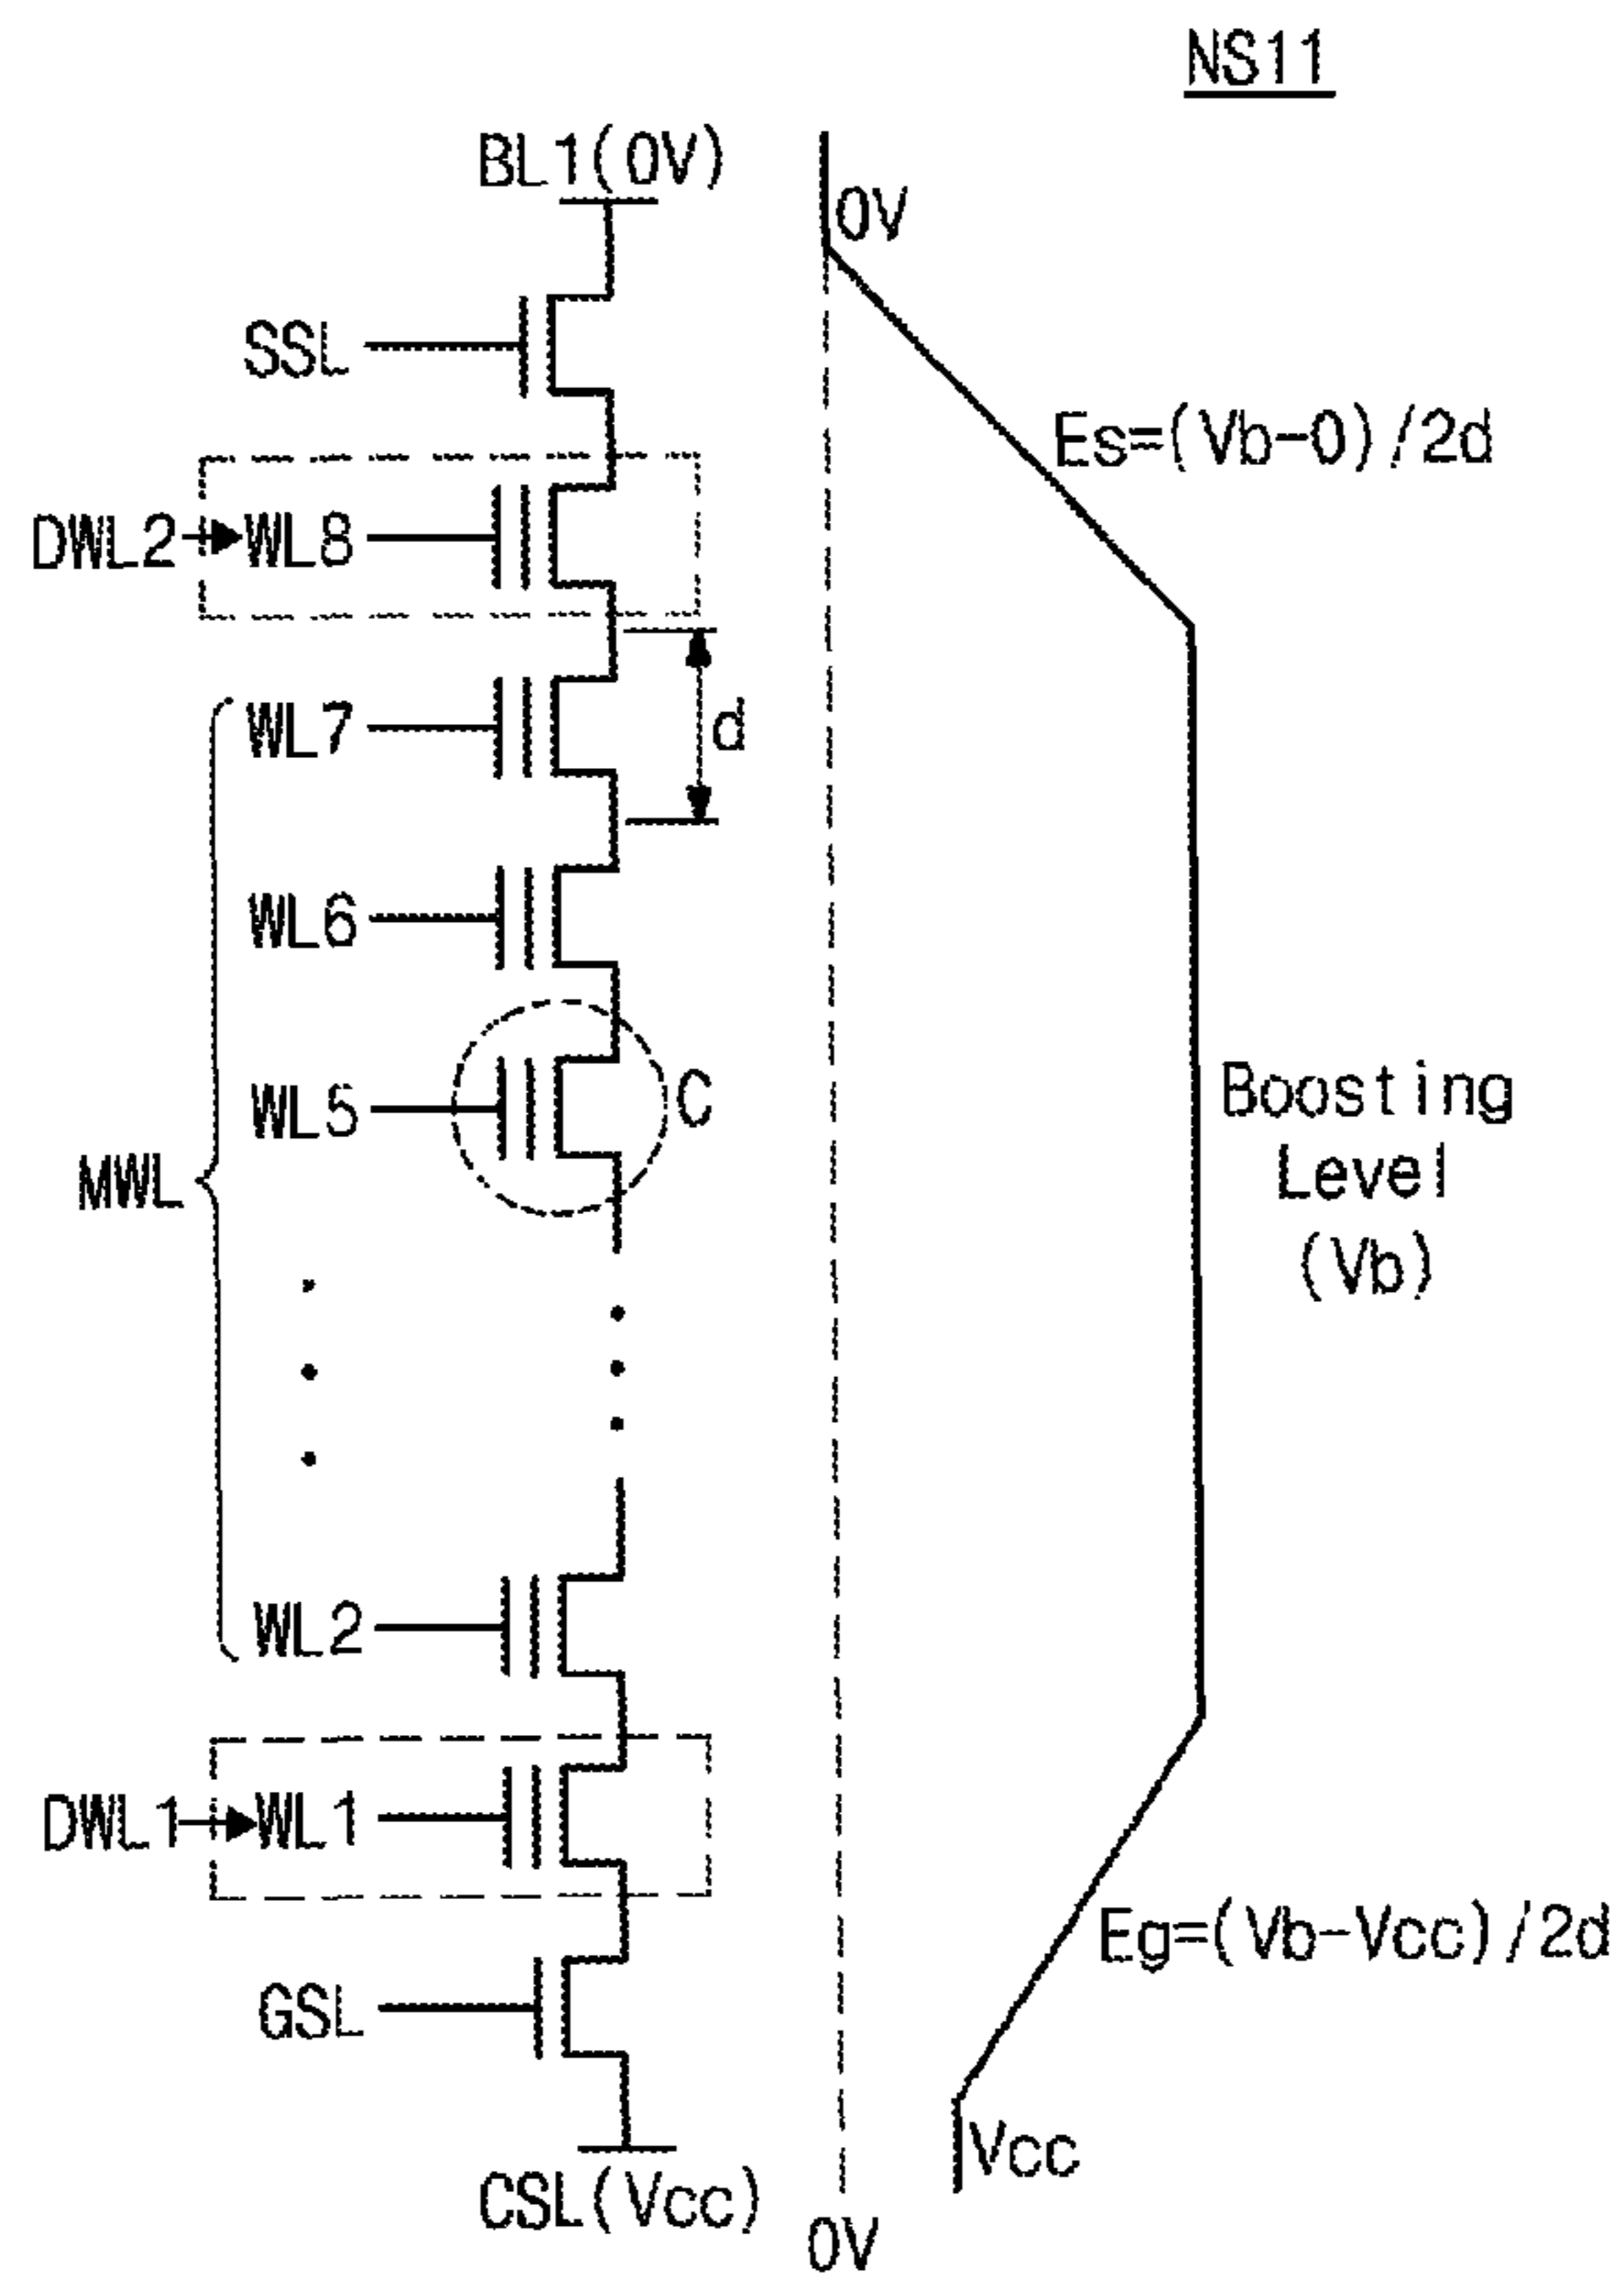 NS11
BL1(0V)
0V
SSL
Es=(Vb-0)/2d
DWL2
WL8
WL7
d
WL6
WL5
C
MWL
Boosting
Level
(Vb)
WL2
DWL1
WL1
Eg=(Vb-Vcc)/2d
GSL
Vcc
CSL(Vcc)
0V